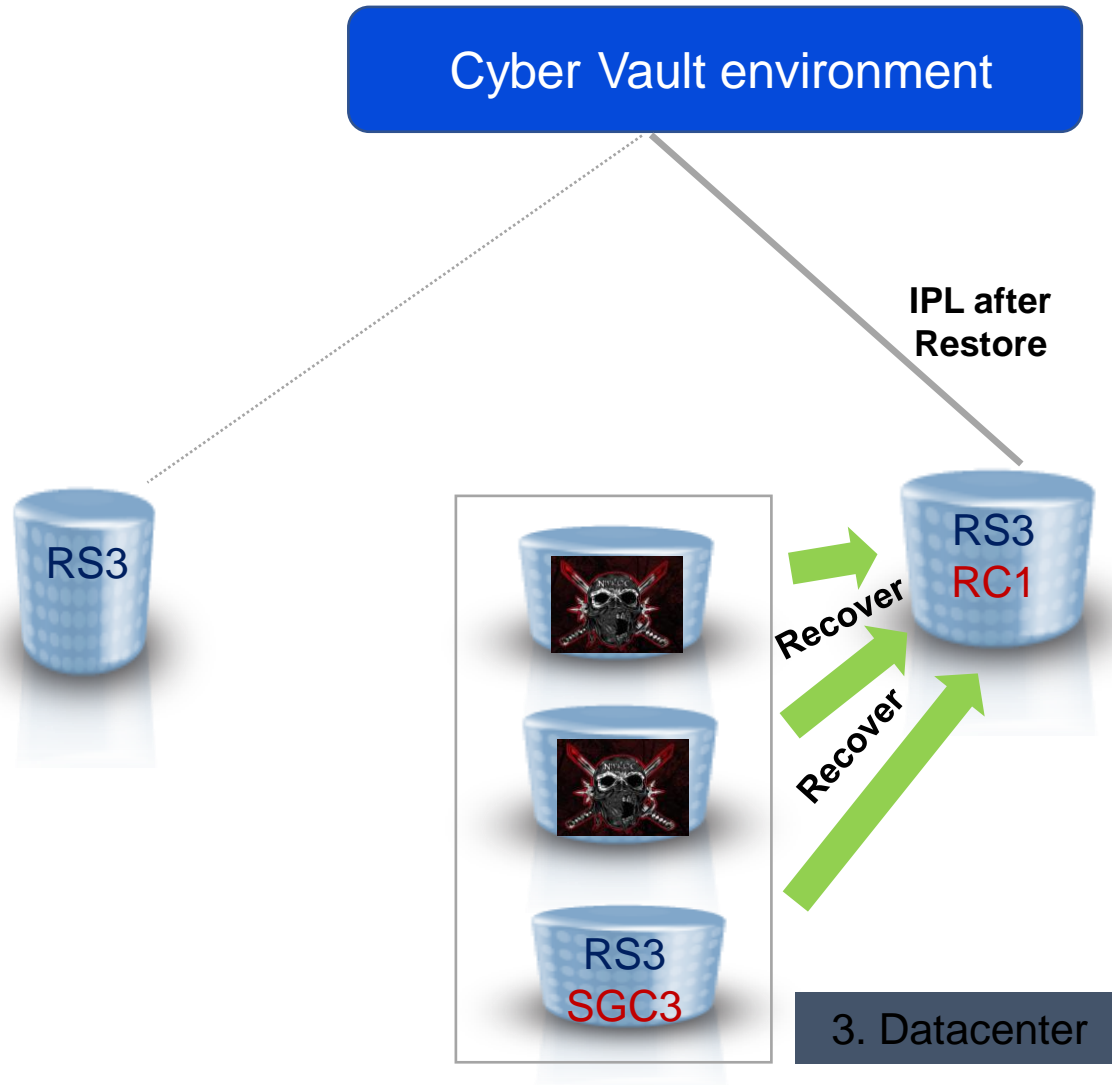 Cyber Vault environment
IPL after
Restore
RS3
RS3
RC1
Recover
Recover
RS3
SGC3
3. Datacenter